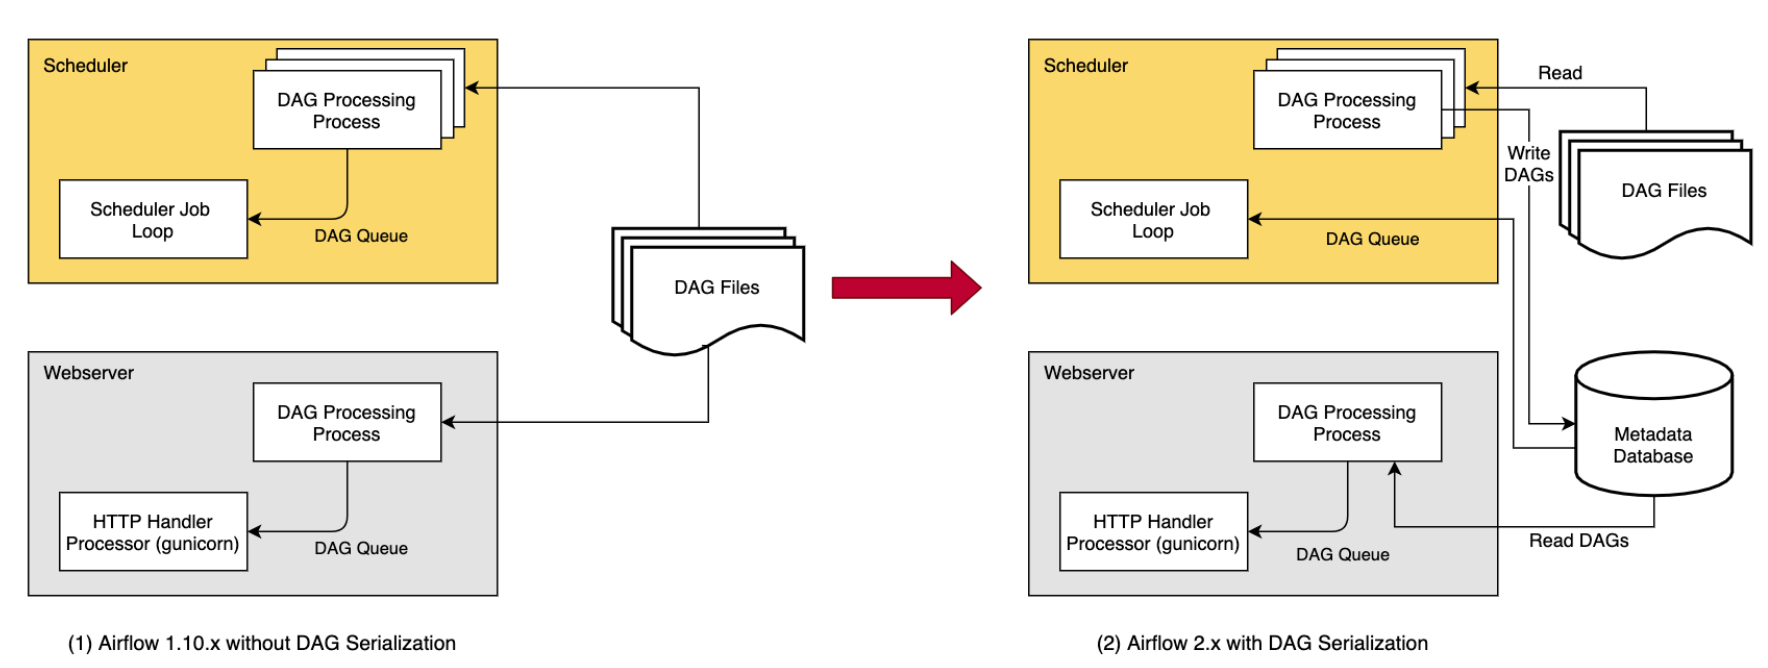 Scheduler
DAG Processing
Process
Scheduler Job
Loop
DAG Queue
DAG Files
Webserver
DAG Processing
Process
HTTP Handler
Processor (gunicorn)
DAG Queue
(1) Airflow 1.10.x without DAG Serialization
Scheduler
DAG Processing
Process
Read
Write
DAGs
DAG Files
Scheduler Job
Loop
DAG Queue
Webserver
DAG Processing
Process
Metadata
Database
HTTP Handler
Processor (gunicorn)
DAG Queue
Read DAGs
(2) Airflow 2.x with DAG Serialization